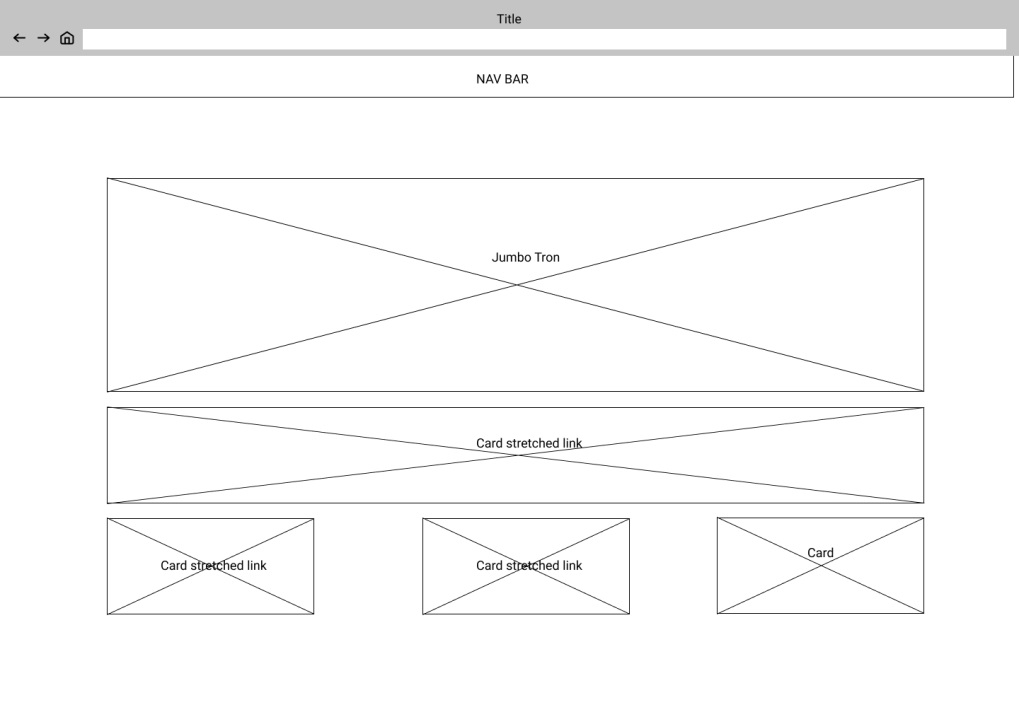 Title
NAV BAR
Jumbo Tron
Card stretched link
Card stretched link
Card stretched link
Card